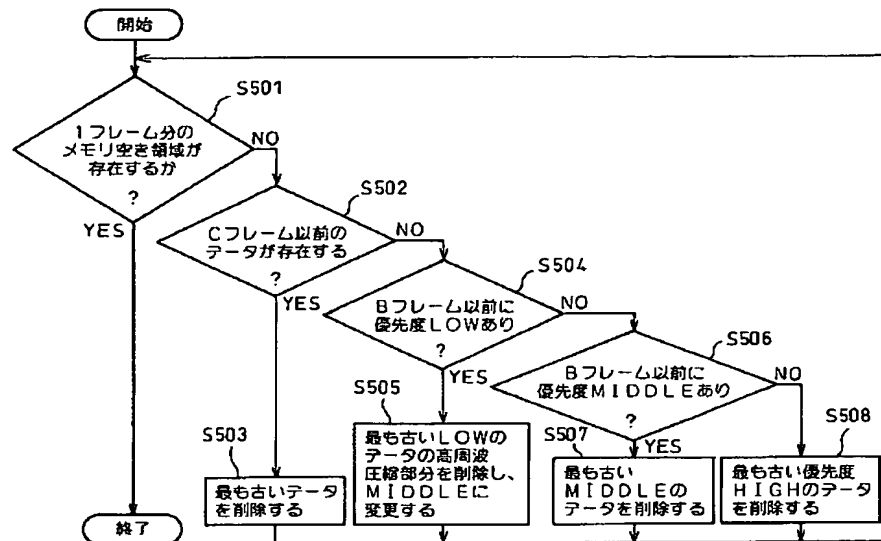 開始
S501
1フレーム分の
メモリ空き領域が
存在するか
?
NO
YES
S502
Cフレーム以前の
データが存在する
?
NO
YES
S504
Bフレーム以前に
優先度LOWあり
?
NO
YES
S506
Bフレーム以前に
優先度MIDDLEあり
?
NO
YES
S503
最も古いデータ
を削除する
S505
最も古いLOWの
データの高周波
圧縮部分を削除し、
MIDDLEに
変更する
S507
最も古い
MIDDLEの
データを削除する
S508
最も古い優先度
HIGHのデータ
を削除する
終了